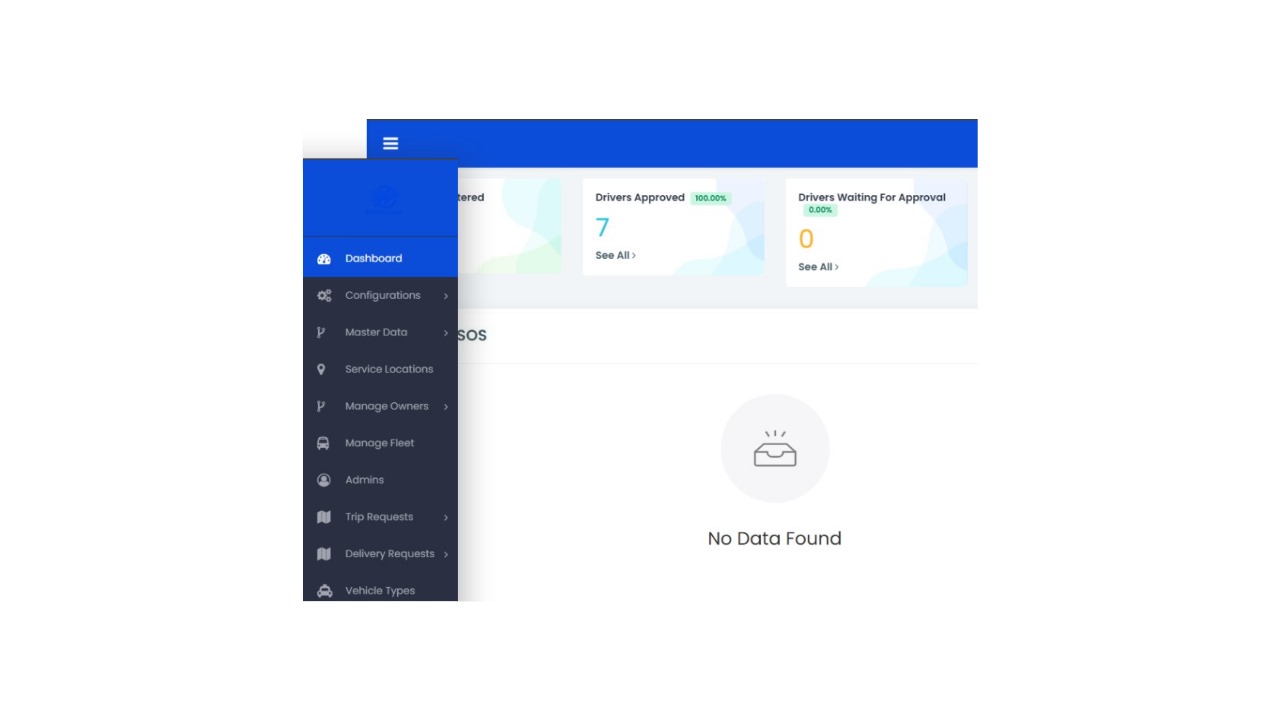 tered
Drivers Approved 100.00%
7
See All
Drivers Waiting For Approval
0.00%
0
See All
Dashboard
Configurations
Master Data
Service Locations
Manage Owners
Manage Fleet
Admins
Trip Requests
Delivery Requests
Vehicle Types
SOS
No Data Found